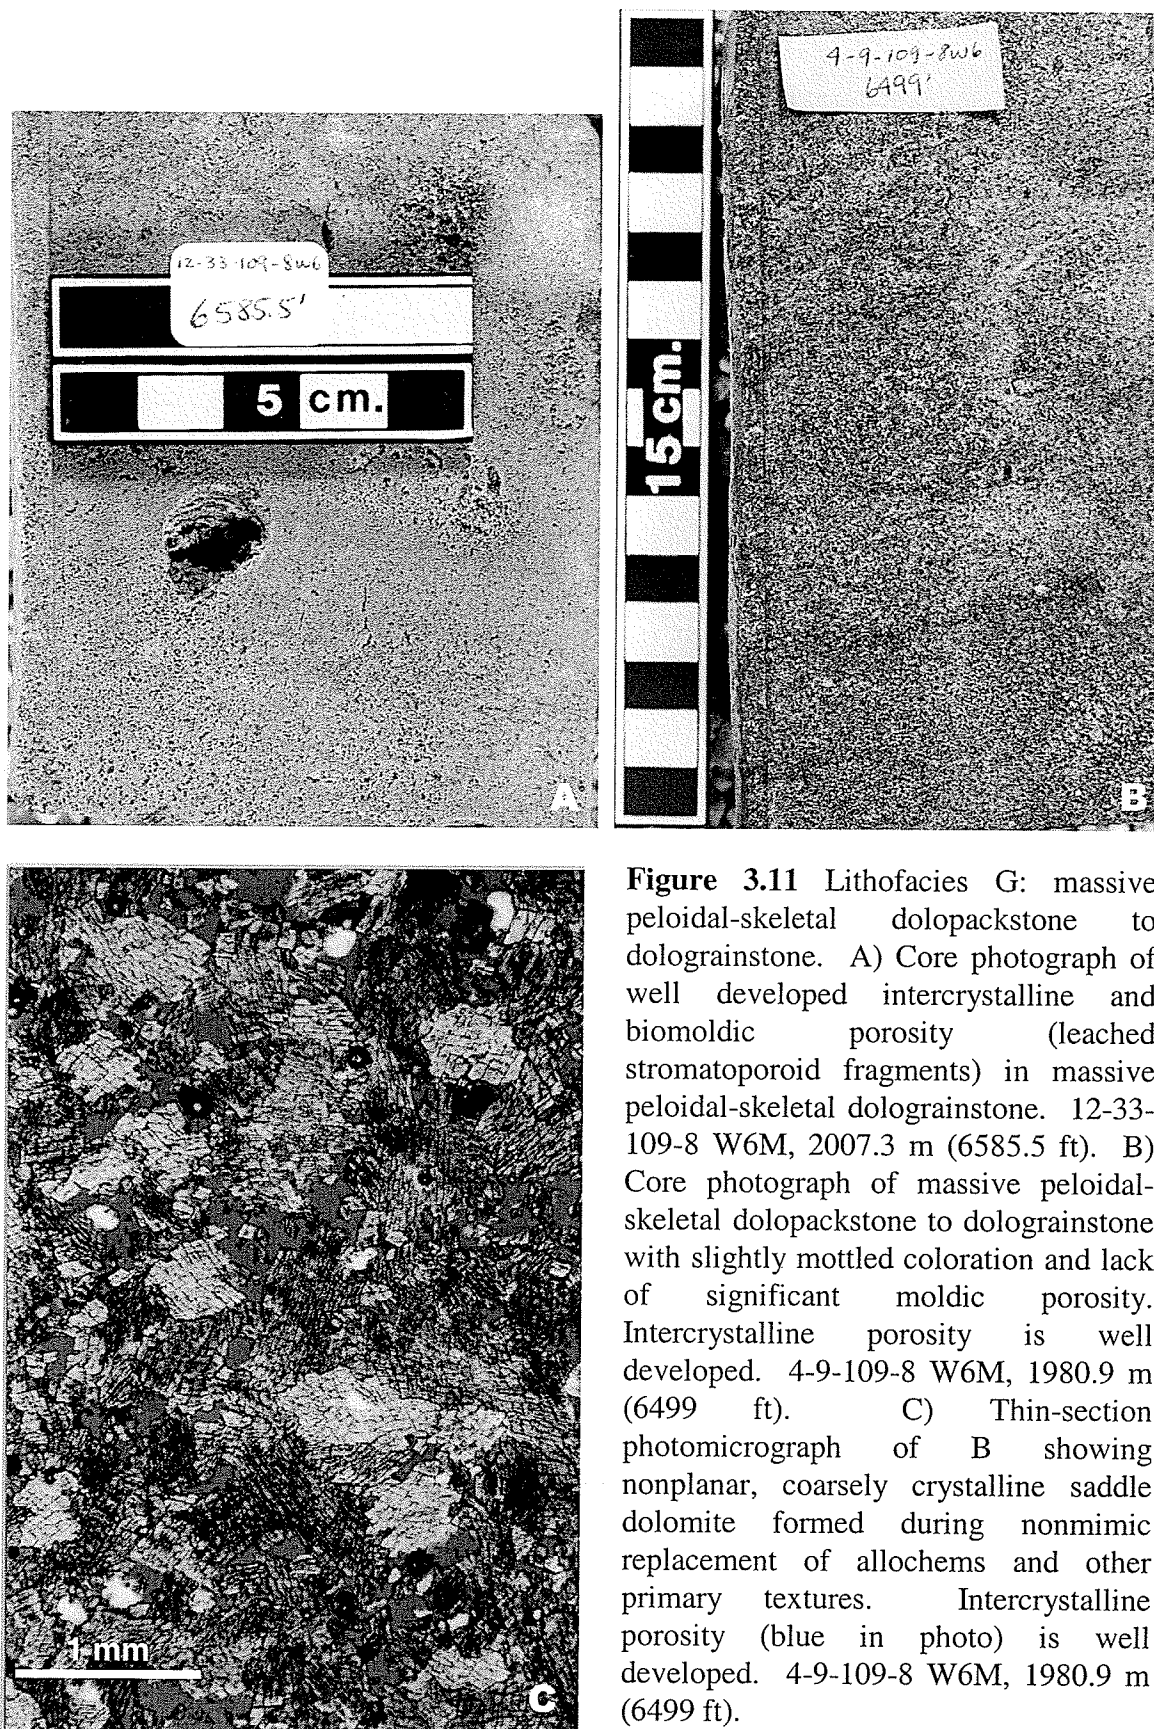 12-33-109-8W6
6585.5'
5 cm.
A
4-9-109-8W6
6499'
15 cm.
B
1 mm
C
Figure 3.11 Lithofacies G: massive
peloidal-skeletal dolopackstone to
dolograinstone. A) Core photograph of
well developed intercrystalline and
biomoldic porosity (leached
stromatoporoid fragments) in massive
peloidal-skeletal dolograinstone. 12-33-
109-8 W6M, 2007.3 m (6585.5 ft). B)
Core photograph of massive peloidal-
skeletal dolopackstone to dolograinstone
with slightly mottled coloration and lack
of significant moldic porosity.
Intercrystalline porosity is well
developed. 4-9-109-8 W6M, 1980.9 m
(6499 ft). C) Thin-section
photomicrograph of B showing
nonplanar, coarsely crystalline saddle
dolomite formed during nonmimic
replacement of allochems and other
primary textures. Intercrystalline
porosity (blue in photo) is well
developed. 4-9-109-8 W6M, 1980.9 m
(6499 ft).